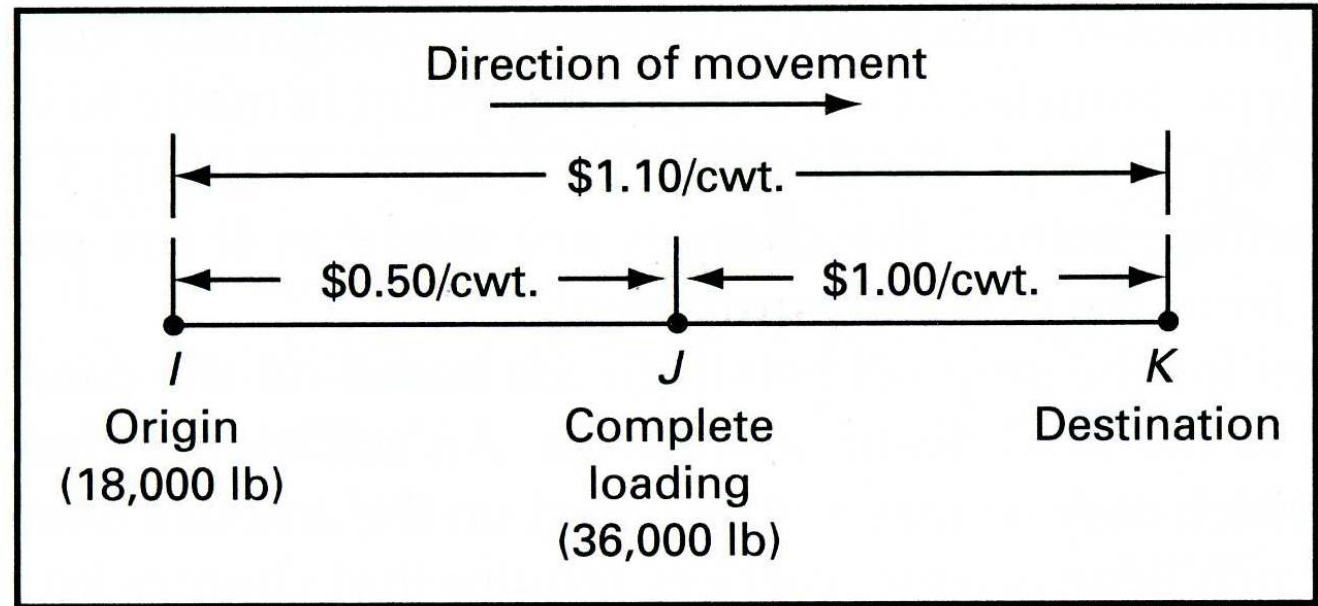 Direction of movement
$1.10/cwt.
$0.50/cwt. $1.00/cwt.
I J K
Origin Complete Destination
(18,000 lb) loading
(36,000 lb)